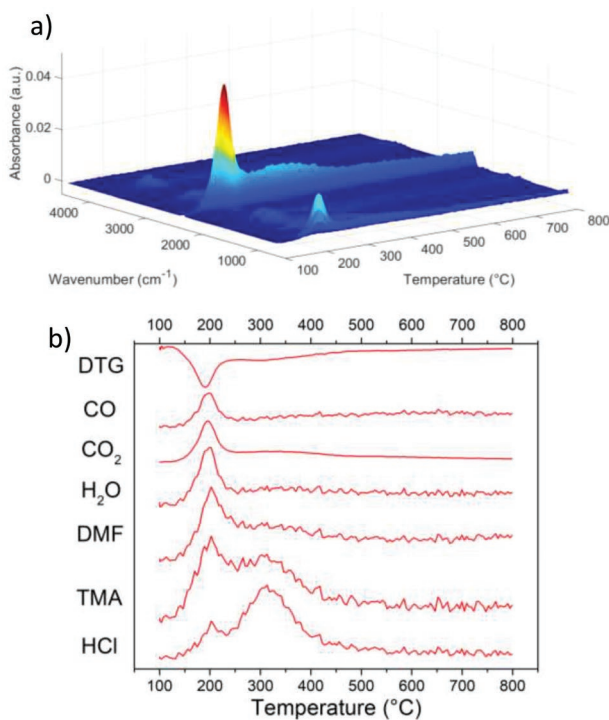 a)
0.04
0.02
0
Absorbance (a.u.)
4000 3000 2000 1000
Wavenumber (cm⁻¹)
100 200 300 400 500 600 700 800
Temperature (°C)
b)
100 200 300 400 500 600 700 800
DTG
CO
CO₂
H₂O
DMF
TMA
HCl
100 200 300 400 500 600 700 800
Temperature (°C)